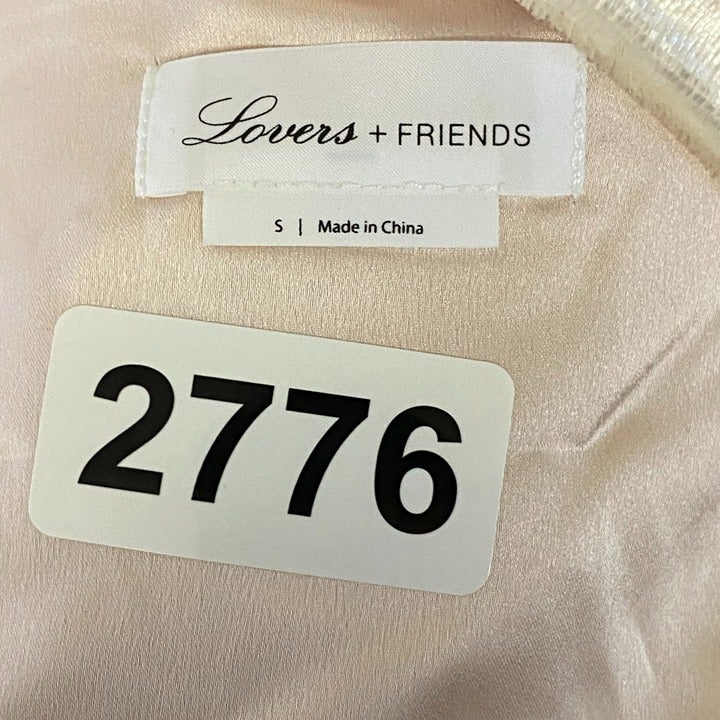 Lovers + FRIENDS
S | Made in China
2776